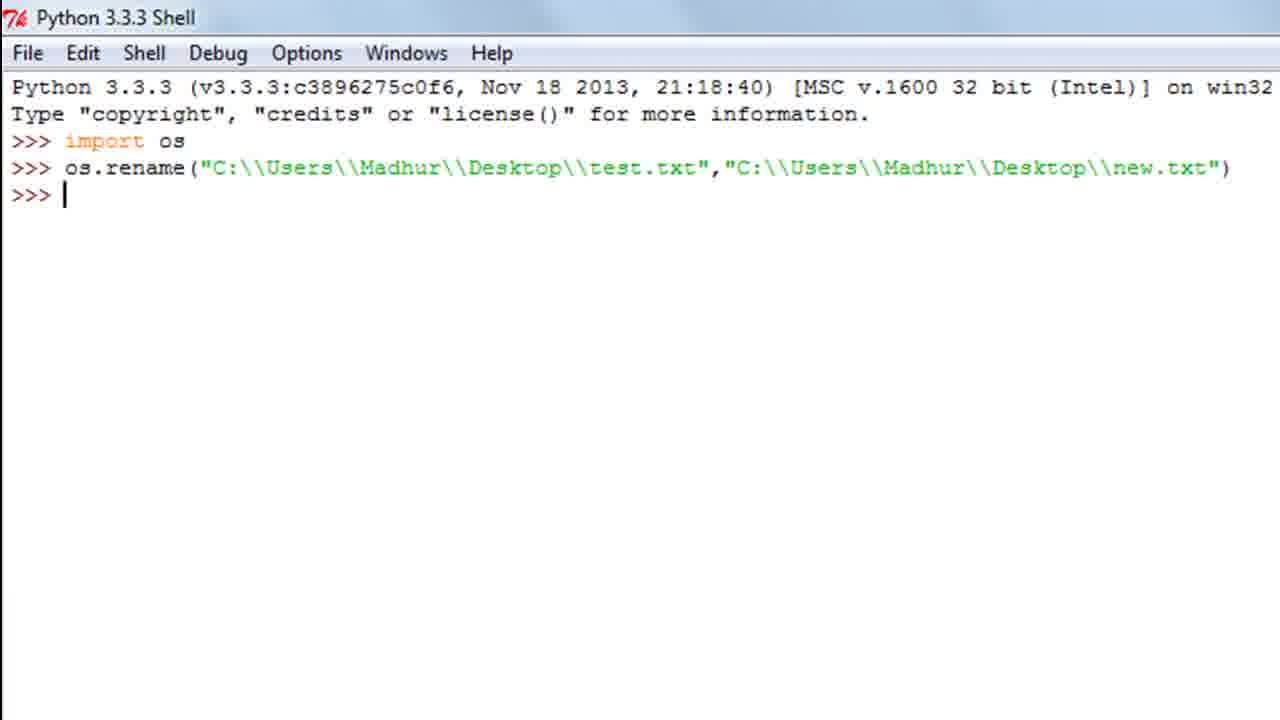 Python 3.3.3 Shell
File Edit Shell Debug Options Windows Help
Python 3.3.3 (v3.3.3:c3896275c0f6, Nov 18 2013, 21:18:40) [MSC v.1600 32 bit (Intel)] on win32
Type "copyright", "credits" or "license()" for more information.
>>> import os
>>> os.rename("C:\\Users\\Madhur\\Desktop\\test.txt","C:\\Users\\Madhur\\Desktop\\new.txt")
>>>